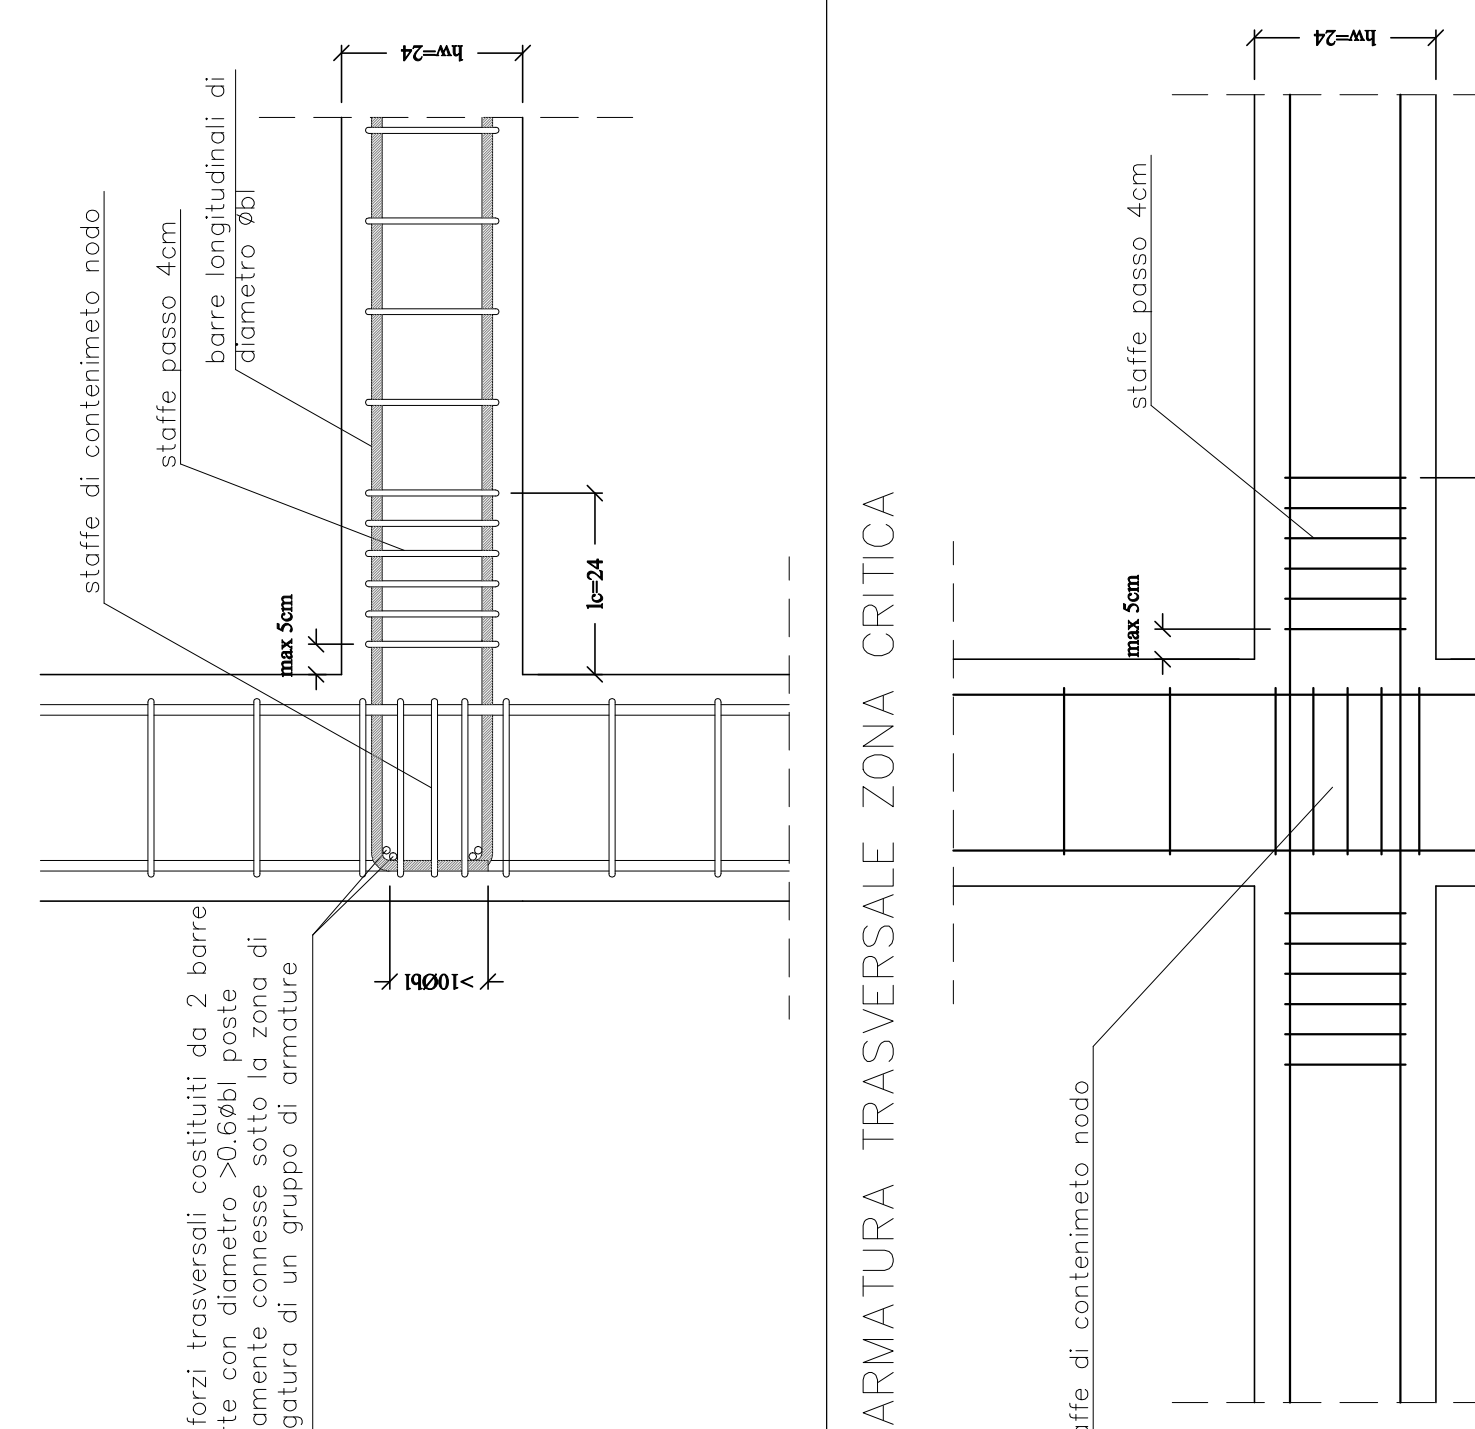 hw=24
staffe di contenimeto nodo
staffe passo 4cm
barre longitudinali di
diametro øbl
max 5cm
lc=24
>10Øbl
forzi trasversali costituiti da 2 barre
te con diametro >0.6øbl poste
amente connesse sotto la zona di
gatura di un gruppo di armature
ARMATURA TRASVERSALE ZONA CRITICA
hw=24
staffe passo 4cm
max 5cm
affe di contenimeto nodo